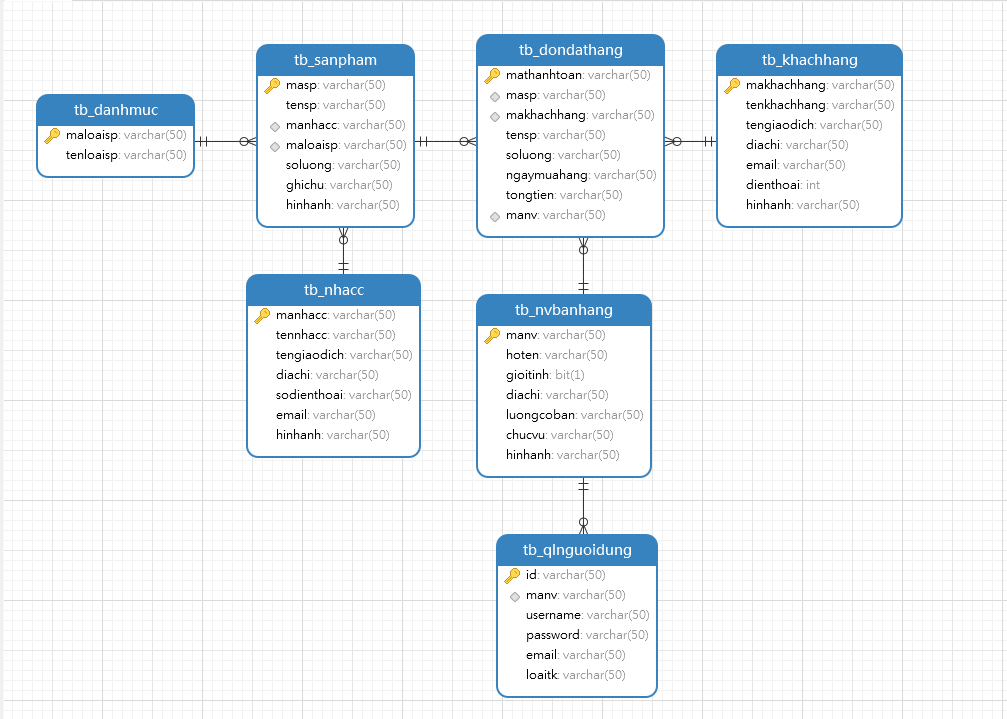 tb_danhmuc
maloaisp: varchar(50)
tenloaisp: varchar(50)
tb_sanpham
masp: varchar(50)
tensp: varchar(50)
manhacc: varchar(50)
maloaisp: varchar(50)
soluong: varchar(50)
ghichu: varchar(50)
hinhanh: varchar(50)
tb_dondathang
mathanhtoan: varchar(50)
masp: varchar(50)
makhachhang: varchar(50)
tensp: varchar(50)
soluong: varchar(50)
ngaymuahang: varchar(50)
tongtien: varchar(50)
manv: varchar(50)
tb_khachhang
makhachhang: varchar(50)
tenkhachhang: varchar(50)
tengiaodich: varchar(50)
diachi: varchar(50)
email: varchar(50)
dienthoai: int
hinhanh: varchar(50)
tb_nhacc
manhacc: varchar(50)
tennhacc: varchar(50)
tengiaodich: varchar(50)
diachi: varchar(50)
sodienthoai: varchar(50)
email: varchar(50)
hinhanh: varchar(50)
tb_nvbanhang
manv: varchar(50)
hoten: varchar(50)
gioitinh: bit(1)
diachi: varchar(50)
luongcoban: varchar(50)
chucvu: varchar(50)
hinhanh: varchar(50)
tb_qlnguoidung
id: varchar(50)
manv: varchar(50)
username: varchar(50)
password: varchar(50)
email: varchar(50)
loaitk: varchar(50)